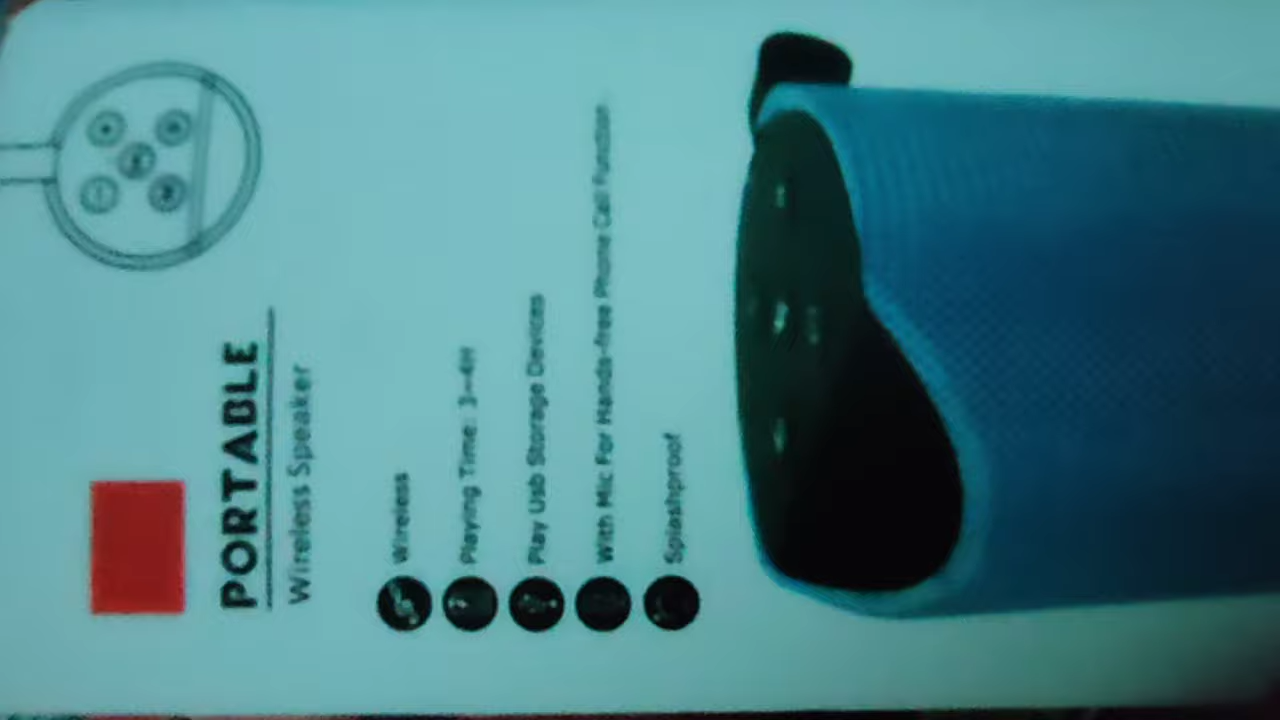 PORTABLE
Wireless Speaker
Wireless
Playing Time: 3-4H
Play Usb Storage Devices
With Mic For Hands-free Phone Call Function
Splashproof